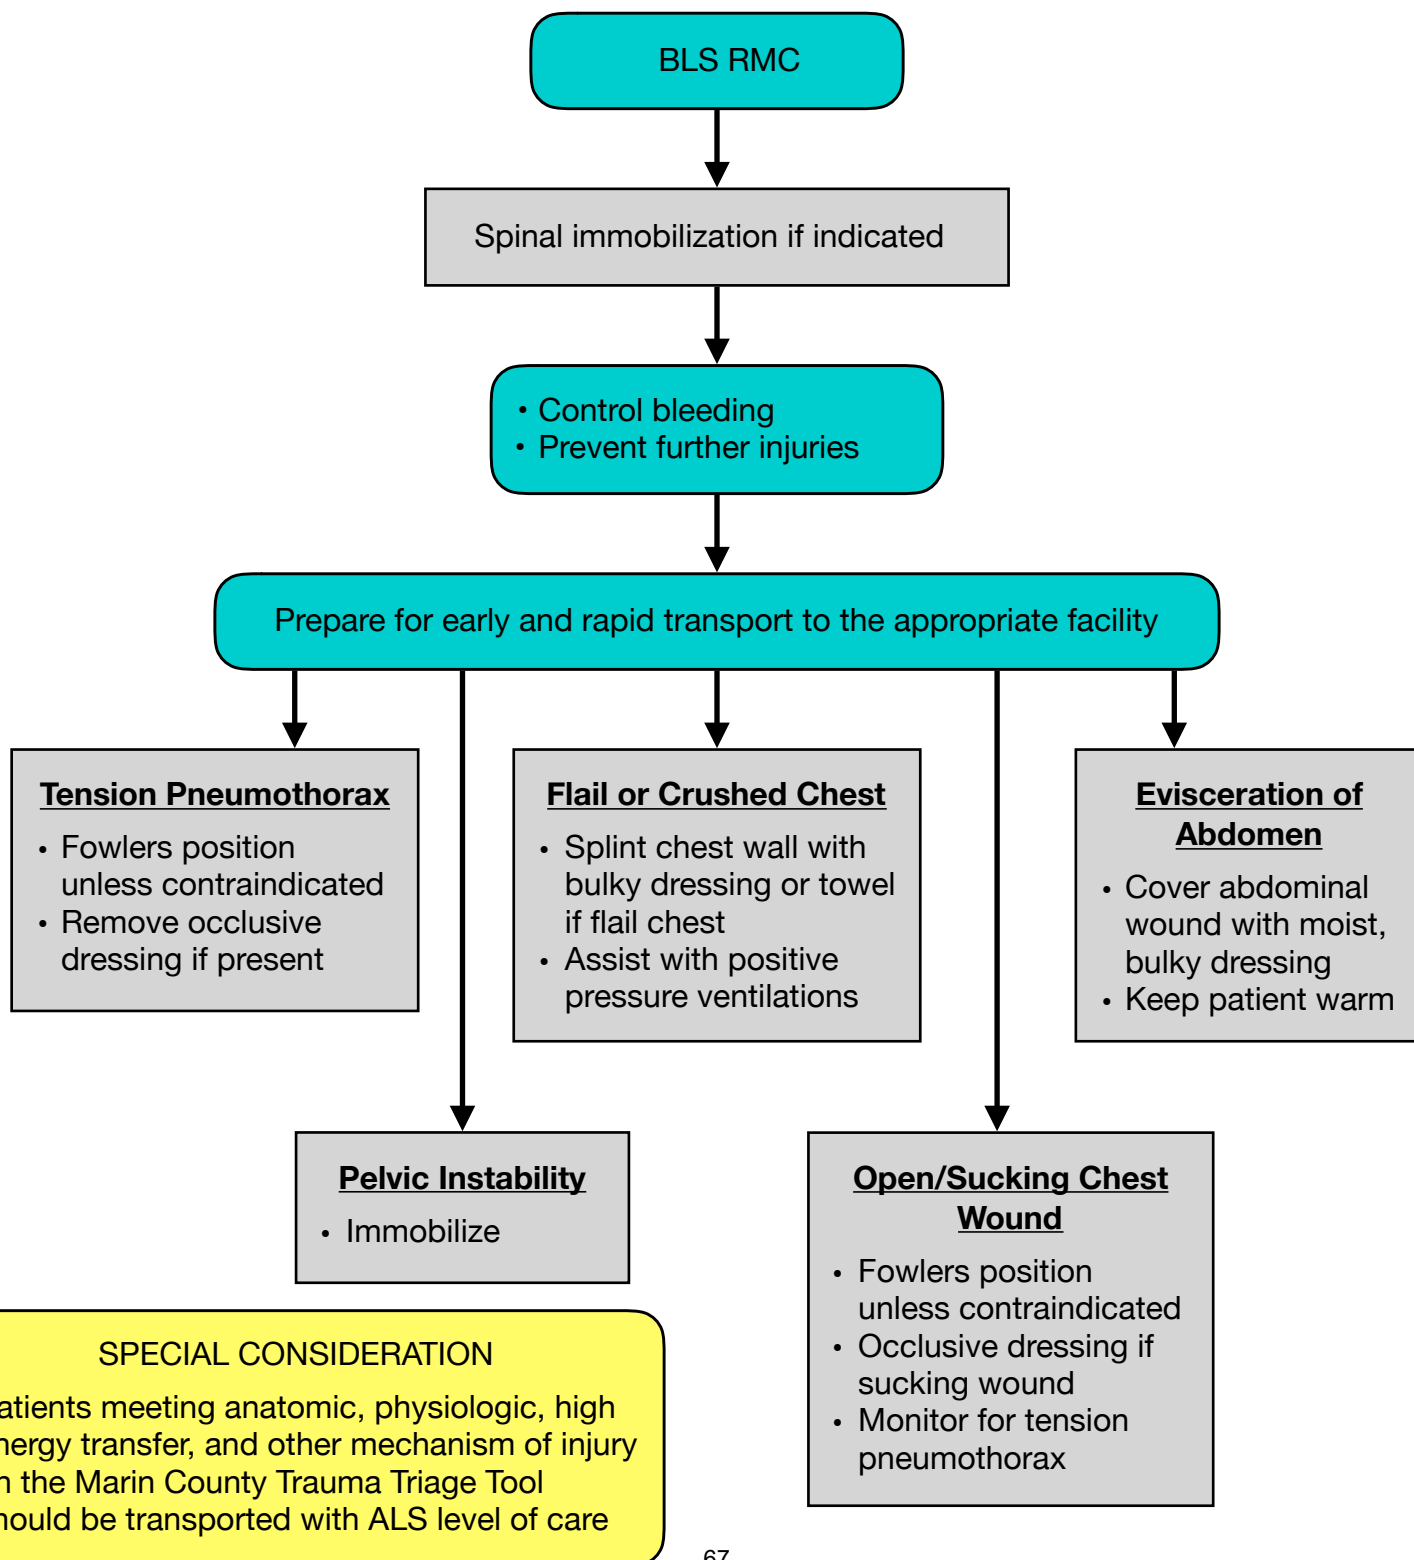 BLS RMC
Spinal immobilization if indicated
• Control bleeding
• Prevent further injuries
Prepare for early and rapid transport to the appropriate facility
Tension Pneumothorax
• Fowlers position
unless contraindicated
• Remove occlusive
dressing if present
Flail or Crushed Chest
• Splint chest wall with
bulky dressing or towel
if flail chest
• Assist with positive
pressure ventilations
Evisceration of
Abdomen
• Cover abdominal
wound with moist,
bulky dressing
• Keep patient warm
Pelvic Instability
• Immobilize
Open/Sucking Chest
Wound
• Fowlers position
unless contraindicated
• Occlusive dressing if
sucking wound
• Monitor for tension
pneumothorax
SPECIAL CONSIDERATION
atients meeting anatomic, physiologic, high
nergy transfer, and other mechanism of injury
n the Marin County Trauma Triage Tool
hould be transported with ALS level of care
67